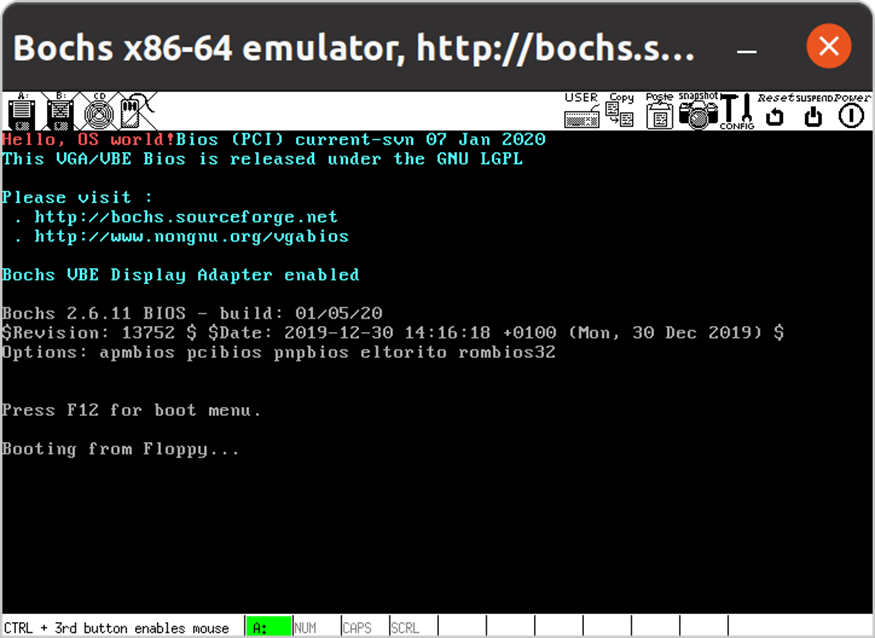 Bochs x86-64 emulator, http://bochs.s...
A: B: CD USER Copy Paste snapshot CONFIG Reset SUSPEND Power
Hello, OS world!Bios (PCI) current-svn 07 Jan 2020
This VGA/VBE Bios is released under the GNU LGPL
Please visit :
. http://bochs.sourceforge.net
. http://www.nongnu.org/vgabios
Bochs VBE Display Adapter enabled
Bochs 2.6.11 BIOS - build: 01/05/20
$Revision: 13752 $ $Date: 2019-12-30 14:16:18 +0100 (Mon, 30 Dec 2019) $
Options: apmbios pcibios pnpbios eltorito rombios32
Press F12 for boot menu.
Booting from Floppy...
CTRL + 3rd button enables mouse A: NUM CAPS SCRL